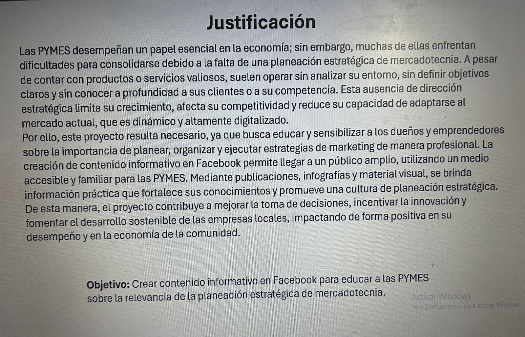 Justificación
Las PYMES desempeñan un papel esencial en la economía; sin embargo, muchas de ellas enfrentan
dificultades para consolidarse debido a la falta de una planeación estratégica de mercadotecnia. A pesar
de contar con productos o servicios valiosos, suelen operar sin analizar su entorno, sin definir objetivos
claros y sin conocer a profundidad a sus clientes o a su competencia. Esta ausencia de dirección
estratégica limita su crecimiento, afecta su competitividad y reduce su capacidad de adaptarse al
mercado actual, que es dinámico y altamente digitalizado.
Por ello, este proyecto resulta necesario, ya que busca educar y sensibilizar a los dueños y emprendedores
sobre la importancia de planear, organizar y ejecutar estrategias de marketing de manera profesional. La
creación de contenido informativo en Facebook permite llegar a un público amplio, utilizando un medio
accesible y familiar para las PYMES. Mediante publicaciones, infografías y material visual, se brinda
información práctica que fortalece sus conocimientos y promueve una cultura de planeación estratégica.
De esta manera, el proyecto contribuye a mejorar la toma de decisiones, incentivar la innovación y
fomentar el desarrollo sostenible de las empresas locales, impactando de forma positiva en su
desempeño y en la economía de la comunidad.
Objetivo: Crear contenido informativo en Facebook para educar a las PYMES
sobre la relevancia de la planeación estratégica de mercadotecnia.
Activar Windows